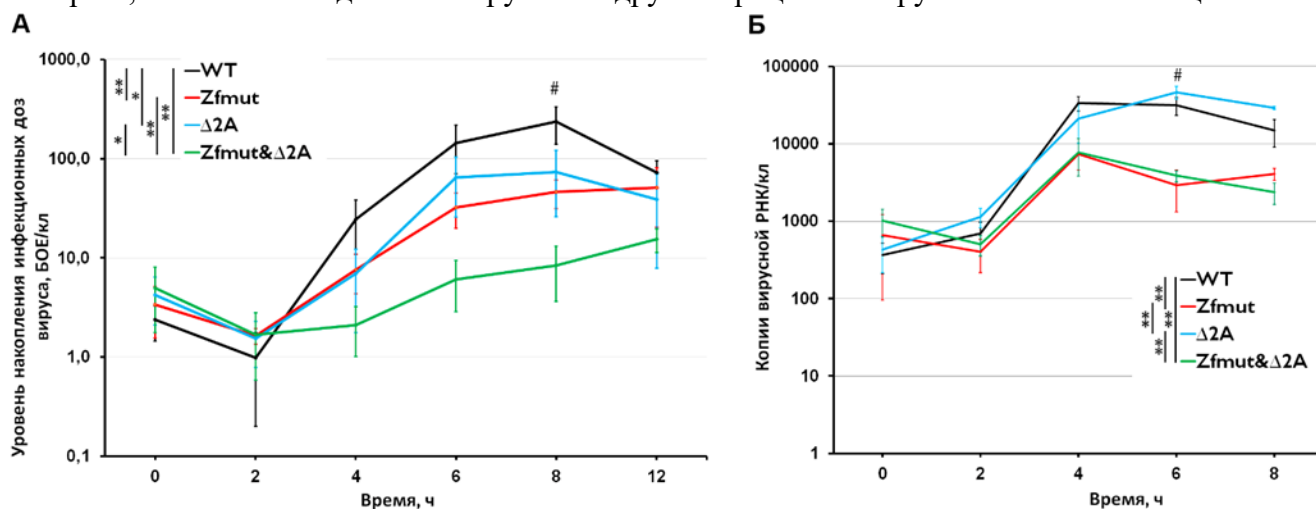 А
Б
1000,0
100,0
10,0
1,0
0,1
Уровень накопления инфекционных доз
вируса, БОЕ/кл
WT
Zfmut
Δ2A
Zfmut&Δ2A
**
*
**
**
*
#
0 2 4 6 8 12
Время, ч
100000
10000
1000
100
10
1
Копии вирусной РНК/кл
#
WT
Zfmut
Δ2A
Zfmut&Δ2A
**
**
**
**
0 2 4 6 8
Время, ч